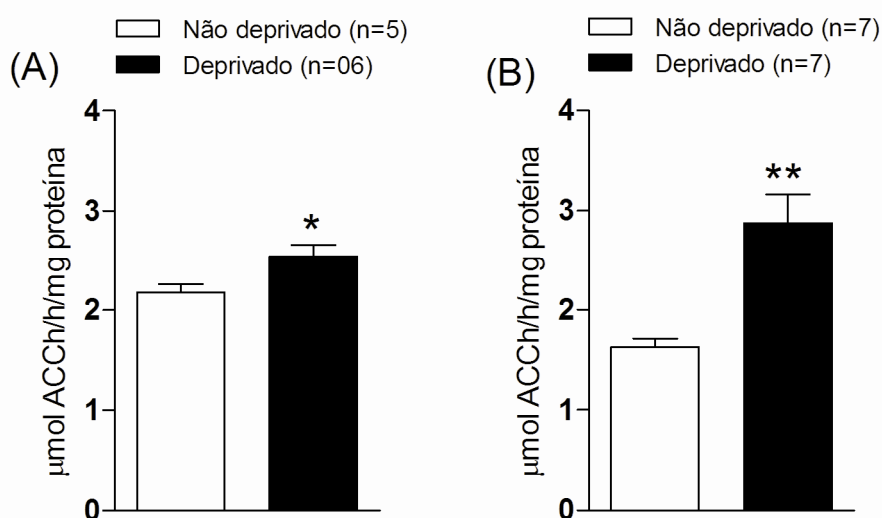 (A)
Não deprivado (n=5)
Deprivado (n=06)
µmol ACCh/h/mg proteína
4
3
2
1
0
*
(B)
Não deprivado (n=7)
Deprivado (n=7)
µmol ACCh/h/mg proteína
4
3
2
1
0
**